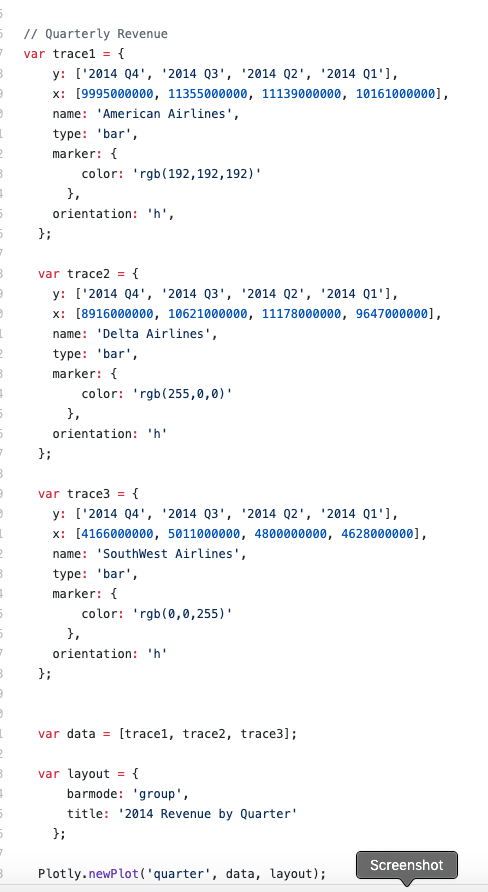 // Quarterly Revenue
var trace1 = {
y: ['2014 Q4', '2014 Q3', '2014 Q2', '2014 Q1'],
x: [9995000000, 11355000000, 11139000000, 10161000000],
name: 'American Airlines',
type: 'bar',
marker: {
color: 'rgb(192,192,192)'
},
orientation: 'h',
};
var trace2 = {
y: ['2014 Q4', '2014 Q3', '2014 Q2', '2014 Q1'],
x: [8916000000, 10621000000, 11178000000, 9647000000],
name: 'Delta Airlines',
type: 'bar',
marker: {
color: 'rgb(255,0,0)'
},
orientation: 'h'
};
var trace3 = {
y: ['2014 Q4', '2014 Q3', '2014 Q2', '2014 Q1'],
x: [4166000000, 5011000000, 4800000000, 4628000000],
name: 'SouthWest Airlines',
type: 'bar',
marker: {
color: 'rgb(0,0,255)'
},
orientation: 'h'
};
var data = [trace1, trace2, trace3];
var layout = {
barmode: 'group',
title: '2014 Revenue by Quarter'
};
Plotly.newPlot('quarter', data, layout);
Screenshot